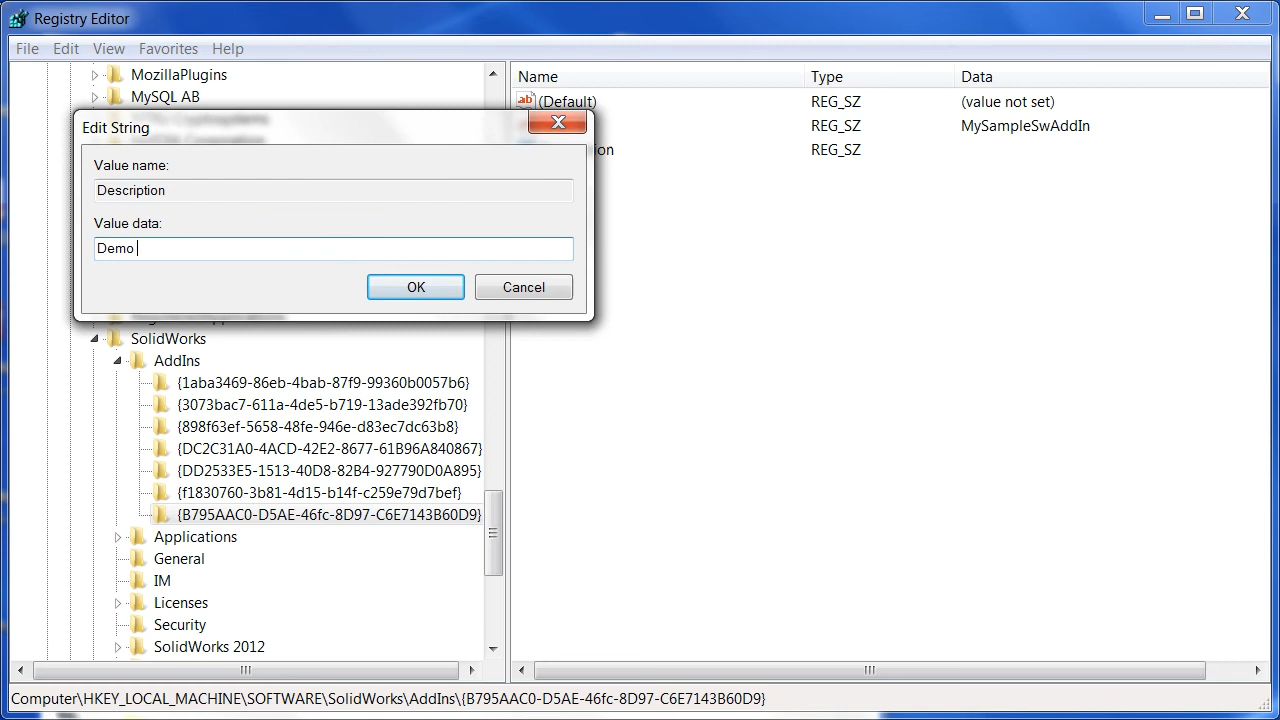 Registry Editor
File Edit View Favorites Help
MozillaPlugins
MySQL AB
Name Type Data
ab (Default) REG_SZ (value not set)
REG_SZ MySampleSwAddIn
REG_SZ
Edit String
Value name:
Description
Value data:
Demo
OK Cancel
SolidWorks
AddIns
{1aba3469-86eb-4bab-87f9-99360b0057b6}
{3073bac7-611a-4de5-b719-13ade392fb70}
{898f63ef-5658-48fe-946e-d83ec7dc63b8}
{DC2C31A0-4ACD-42E2-8677-61B96A840867}
{DD2533E5-1513-40D8-82B4-927790D0A895}
{f1830760-3b81-4d15-b14f-c259e79d7bef}
{B795AAC0-D5AE-46fc-8D97-C6E7143B60D9}
Applications
General
IM
Licenses
Security
SolidWorks 2012
Computer\HKEY_LOCAL_MACHINE\SOFTWARE\SolidWorks\AddIns\{B795AAC0-D5AE-46fc-8D97-C6E7143B60D9}